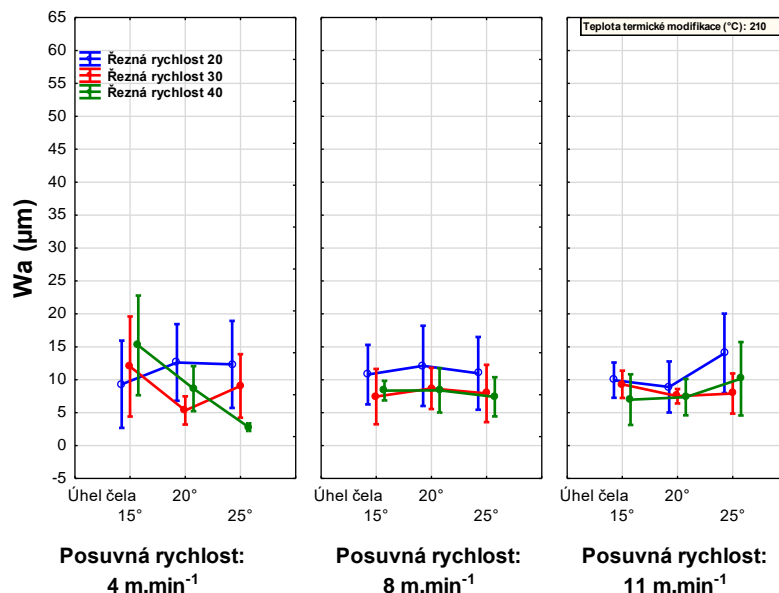 Teplota termické modifikace (°C): 210
Řezná rychlost 20
Řezná rychlost 30
Řezná rychlost 40
Wa (µm)
65
60
55
50
45
40
35
30
25
20
15
10
5
0
-5
Úhel čela 20° Úhel čela 20° Úhel čela 20°
15° 25° 15° 25° 15° 25°
Posuvná rychlost: Posuvná rychlost: Posuvná rychlost:
4 m.min⁻¹ 8 m.min⁻¹ 11 m.min⁻¹